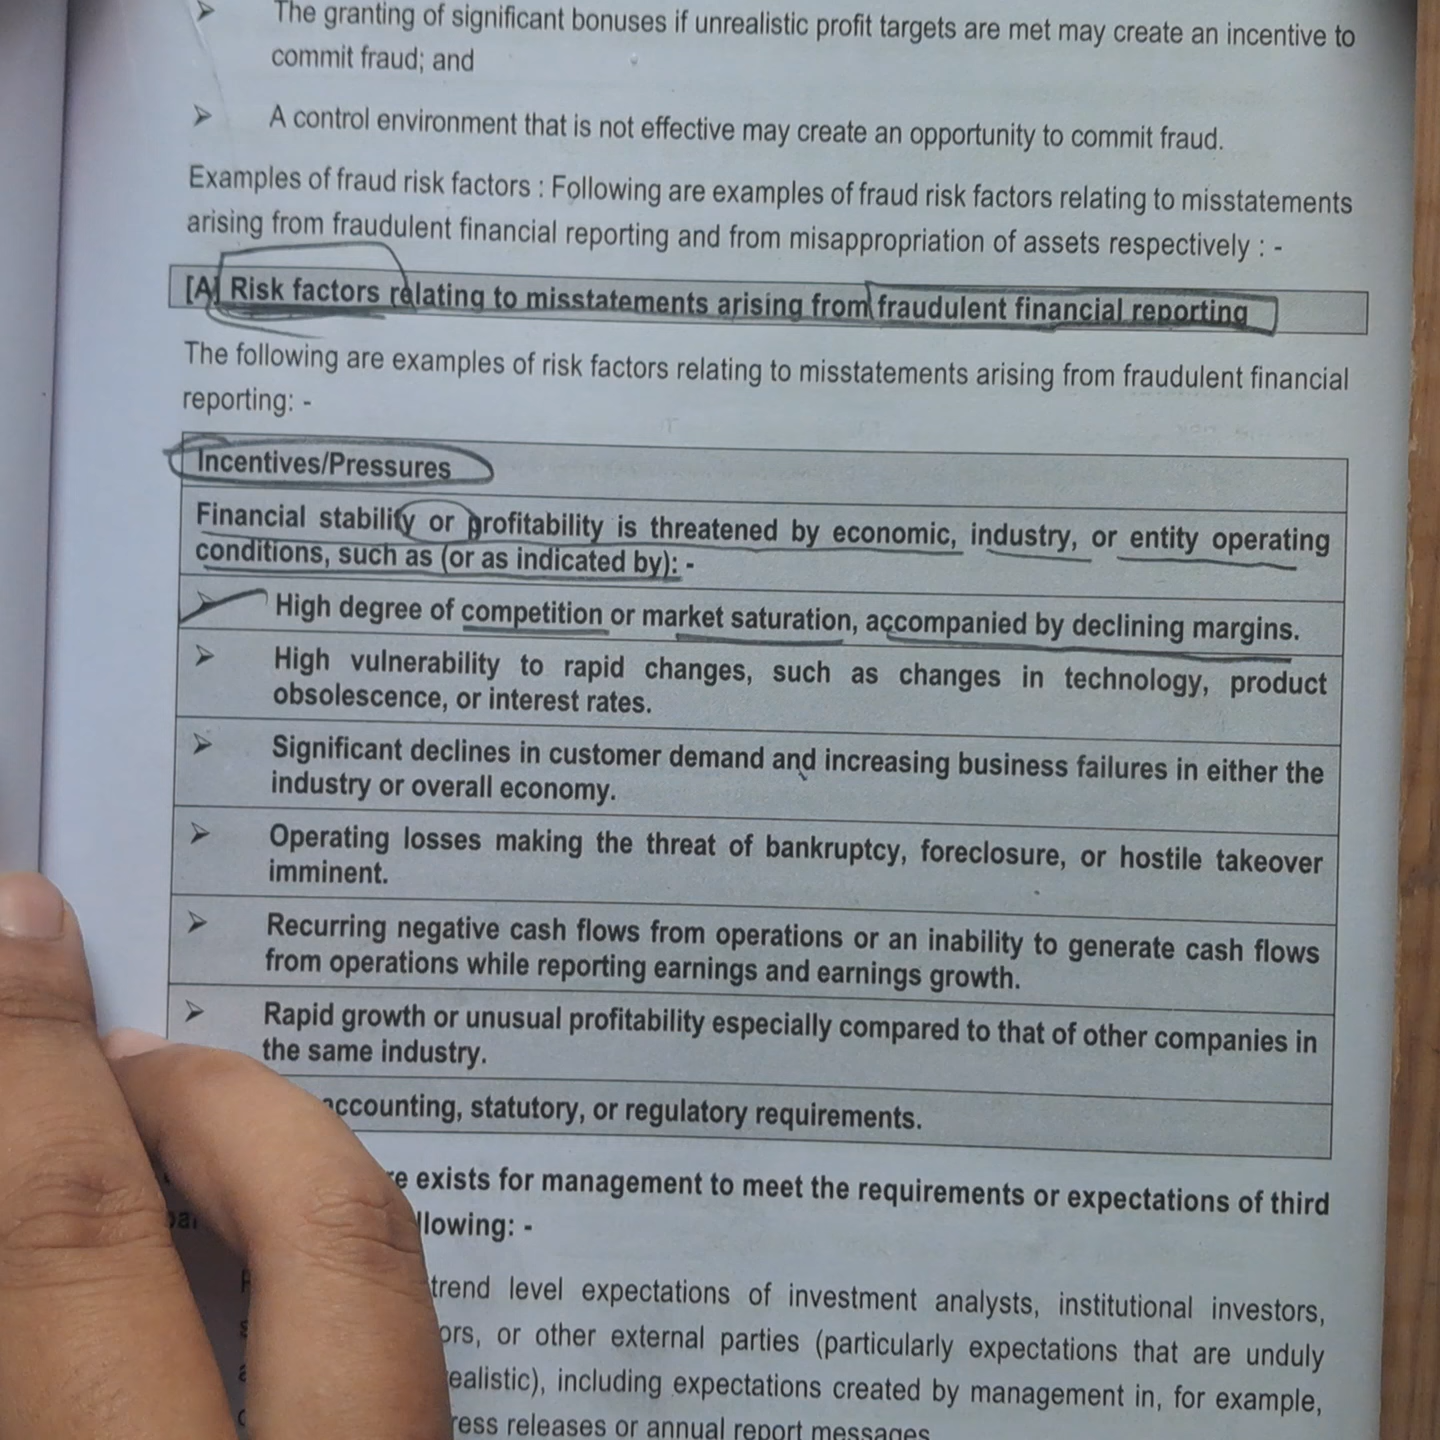 ➢ The granting of significant bonuses if unrealistic profit targets are met may create an incentive to
commit fraud; and
➢ A control environment that is not effective may create an opportunity to commit fraud.
Examples of fraud risk factors : Following are examples of fraud risk factors relating to misstatements
arising from fraudulent financial reporting and from misappropriation of assets respectively : -
[A] Risk factors relating to misstatements arising from fraudulent financial reporting
The following are examples of risk factors relating to misstatements arising from fraudulent financial
reporting: -
Incentives/Pressures
Financial stability or profitability is threatened by economic, industry, or entity operating
conditions, such as (or as indicated by): -
➢ High degree of competition or market saturation, accompanied by declining margins.
➢ High vulnerability to rapid changes, such as changes in technology, product
obsolescence, or interest rates.
➢ Significant declines in customer demand and increasing business failures in either the
industry or overall economy.
➢ Operating losses making the threat of bankruptcy, foreclosure, or hostile takeover
imminent.
➢ Recurring negative cash flows from operations or an inability to generate cash flows
from operations while reporting earnings and earnings growth.
➢ Rapid growth or unusual profitability especially compared to that of other companies in
the same industry.
accounting, statutory, or regulatory requirements.
exists for management to meet the requirements or expectations of third
trend level expectations of investment analysts, institutional investors,
or other external parties (particularly expectations that are unduly
including expectations created by management in, for example,
releases or annual report messages